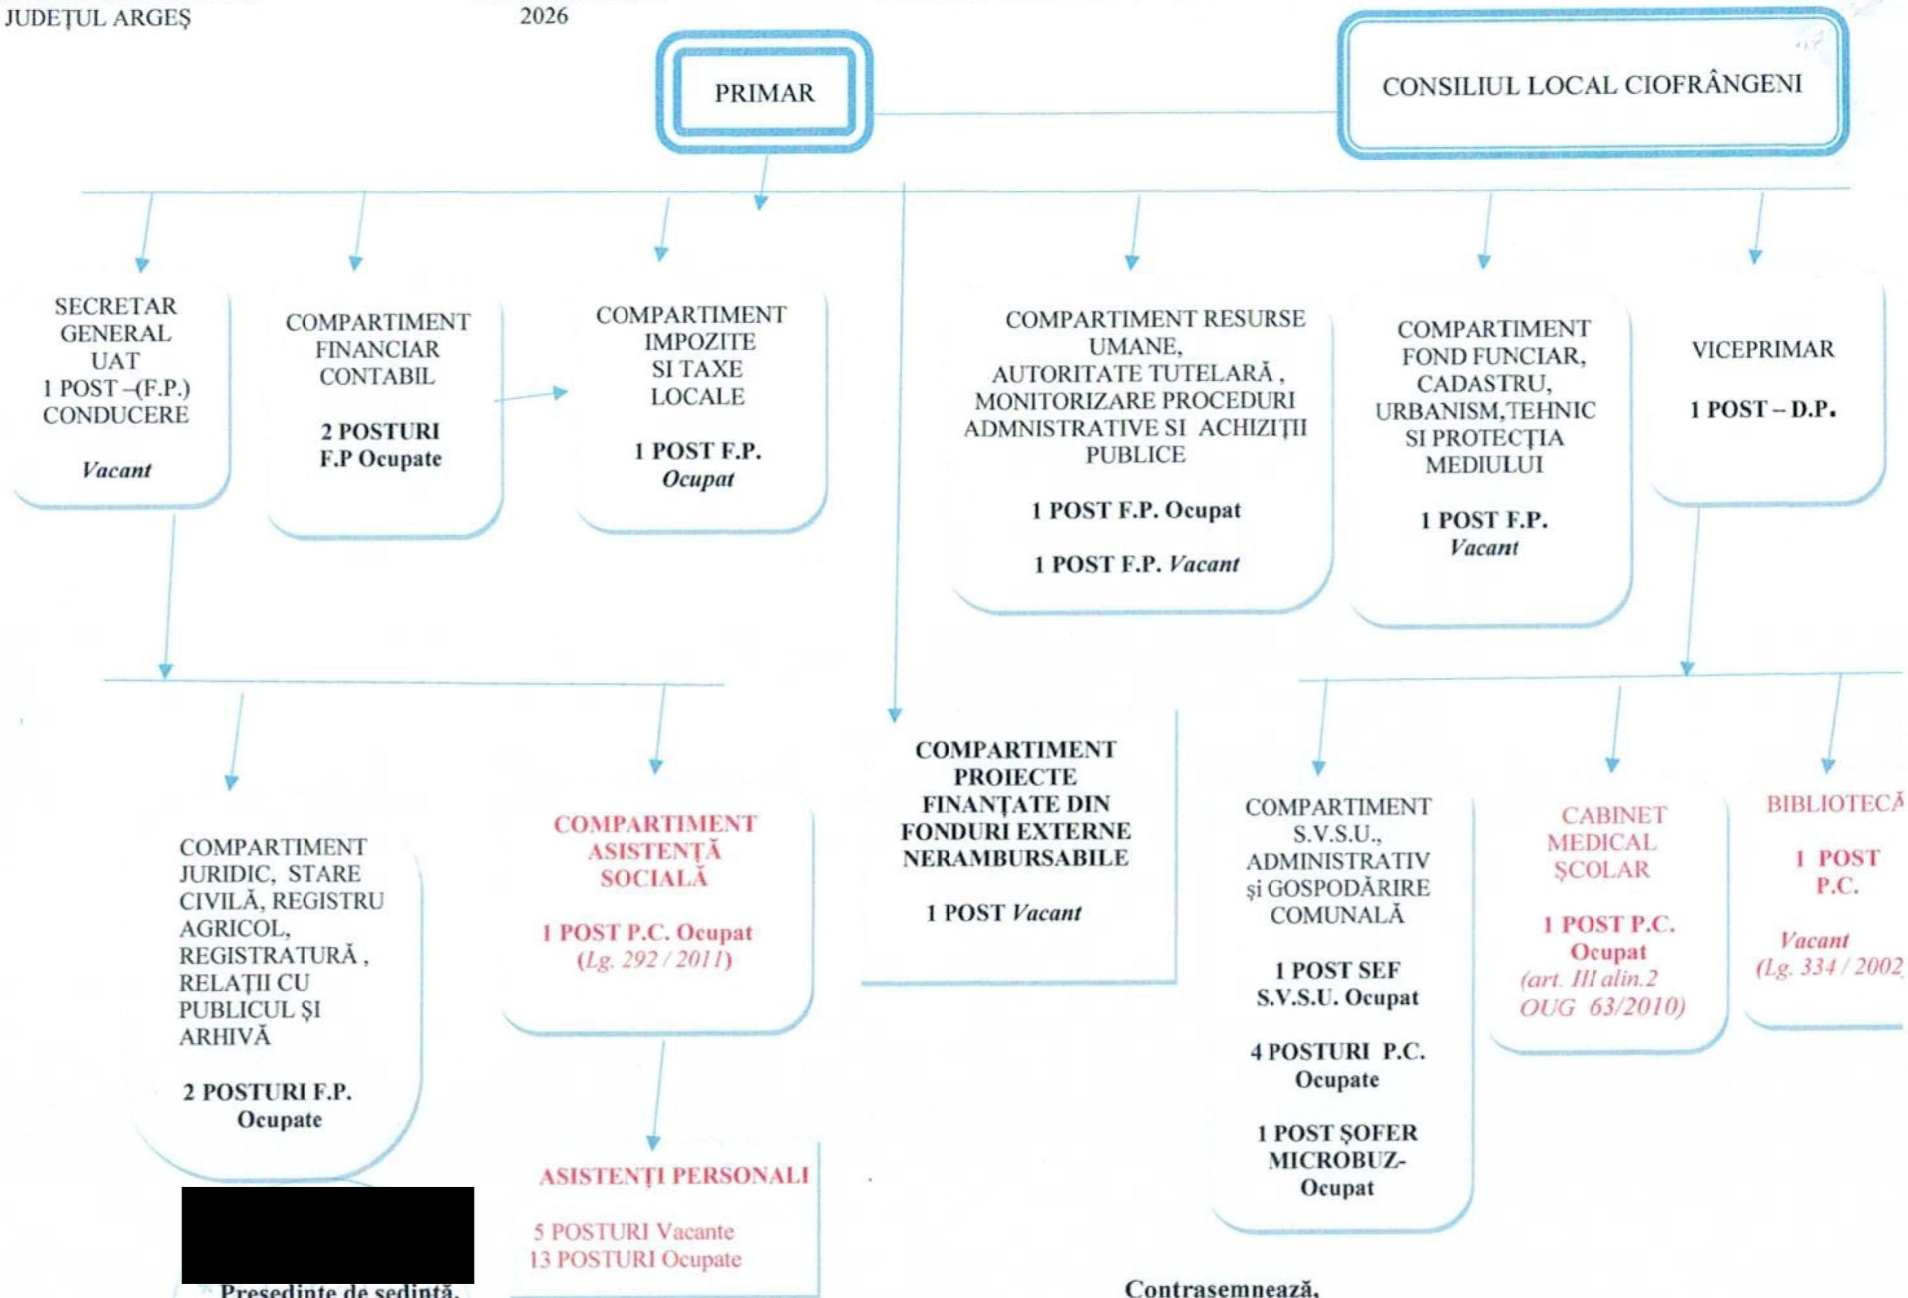 JUDEȚUL ARGEȘ
2026
PRIMAR
CONSILIUL LOCAL CIOFRÂNGENI
SECRETAR
GENERAL
UAT
1 POST –(F.P.)
CONDUCERE
Vacant
COMPARTIMENT
FINANCIAR
CONTABIL
2 POSTURI
F.P Ocupate
COMPARTIMENT
IMPOZITE
SI TAXE
LOCALE
1 POST F.P.
Ocupat
COMPARTIMENT RESURSE
UMANE,
AUTORITATE TUTELARĂ ,
MONITORIZARE PROCEDURI
ADMNISTRATIVE SI ACHIZIȚII
PUBLICE
1 POST F.P. Ocupat
1 POST F.P. Vacant
COMPARTIMENT
FOND FUNCIAR,
CADASTRU,
URBANISM,TEHNIC
SI PROTECȚIA
MEDIULUI
1 POST F.P.
Vacant
VICEPRIMAR
1 POST – D.P.
COMPARTIMENT
JURIDIC, STARE
CIVILĂ, REGISTRU
AGRICOL,
REGISTRATURĂ ,
RELAȚII CU
PUBLICUL ȘI
ARHIVĂ
2 POSTURI F.P.
Ocupate
COMPARTIMENT
ASISTENȚĂ
SOCIALĂ
1 POST P.C. Ocupat
(Lg. 292 / 2011)
ASISTENȚI PERSONALI
5 POSTURI Vacante
13 POSTURI Ocupate
COMPARTIMENT
PROIECTE
FINANȚATE DIN
FONDURI EXTERNE
NERAMBURSABILE
1 POST Vacant
COMPARTIMENT
S.V.S.U.,
ADMINISTRATIV
și GOSPODĂRIRE
COMUNALĂ
1 POST SEF
S.V.S.U. Ocupat
4 POSTURI P.C.
Ocupate
1 POST ȘOFER
MICROBUZ-
Ocupat
CABINET
MEDICAL
ȘCOLAR
1 POST P.C.
Ocupat
(art. III alin.2
OUG 63/2010)
BIBLIOTECĂ
1 POST
P.C.
Vacant
(Lg. 334 / 2002)
Președinte de ședință,
Contrasemnează,